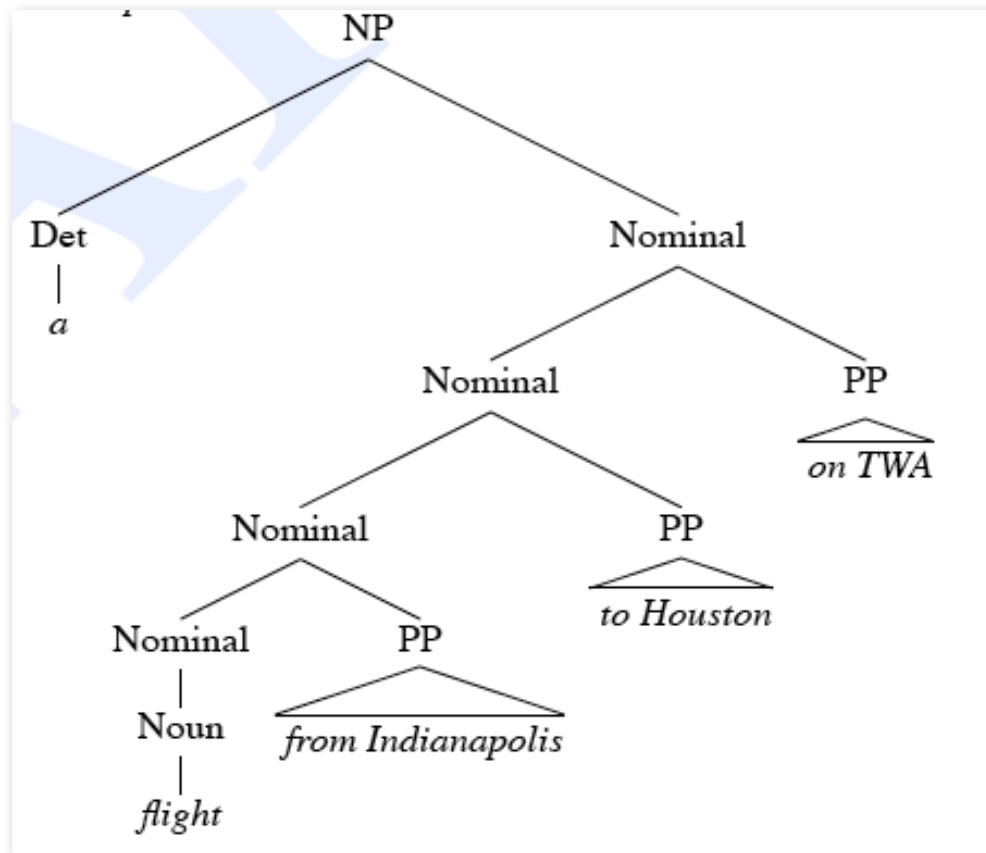 NP
Det Nominal
a
Nominal PP
on TWA
Nominal PP
to Houston
Nominal PP
Noun
from Indianapolis
flight